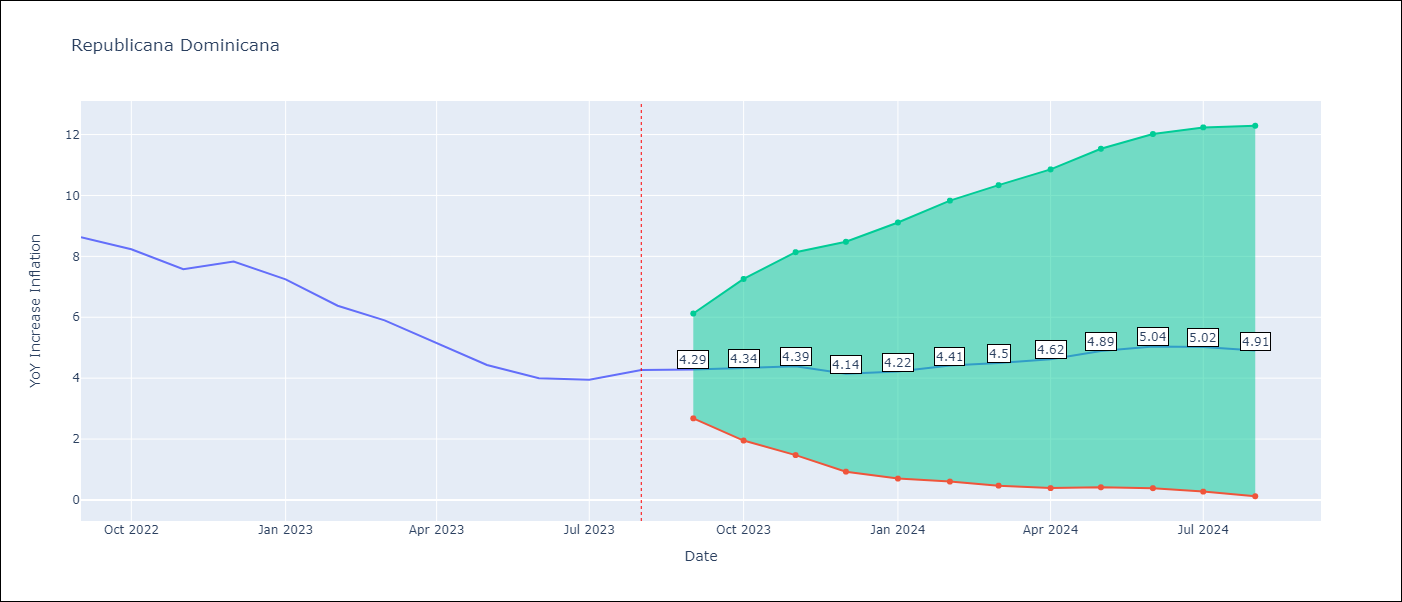 Republicana Dominicana
YoY Increase Inflation
12
10
8
6
4
2
0
4.29
4.34
4.39
4.14
4.22
4.41
4.5
4.62
4.89
5.04
5.02
4.91
Oct 2022
Jan 2023
Apr 2023
Jul 2023
Oct 2023
Jan 2024
Apr 2024
Jul 2024
Date